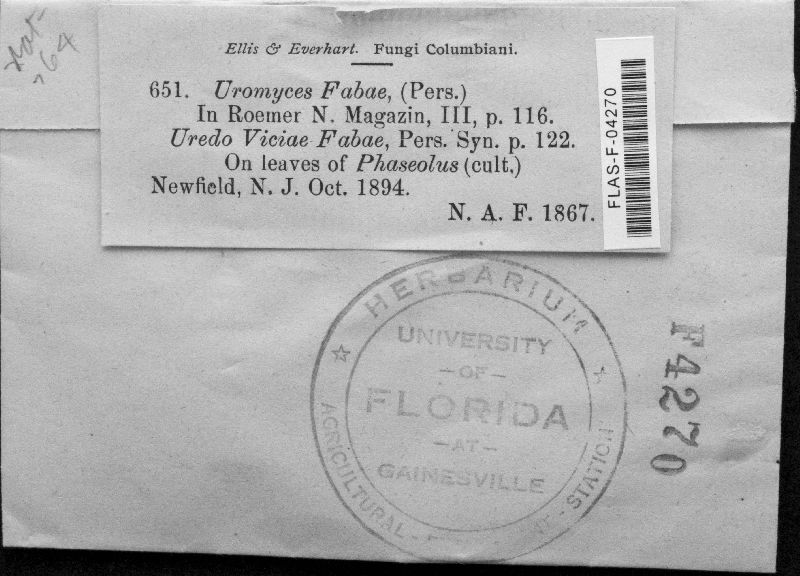 Ellis & Everhart. Fungi Columbiani.
651. Uromyces Fabae, (Pers.)
In Roemer N. Magazin, III, p. 116.
Uredo Viciae Fabae, Pers. Syn. p. 122.
On leaves of Phaseolus (cult.)
Newfield, N. J. Oct. 1894.
N. A. F. 1867.
FLAS-F-04270
64
HERBARIUM
UNIVERSITY
—OF—
FLORIDA
—AT—
GAINESVILLE
AGRICULTURAL - STATION
F4270